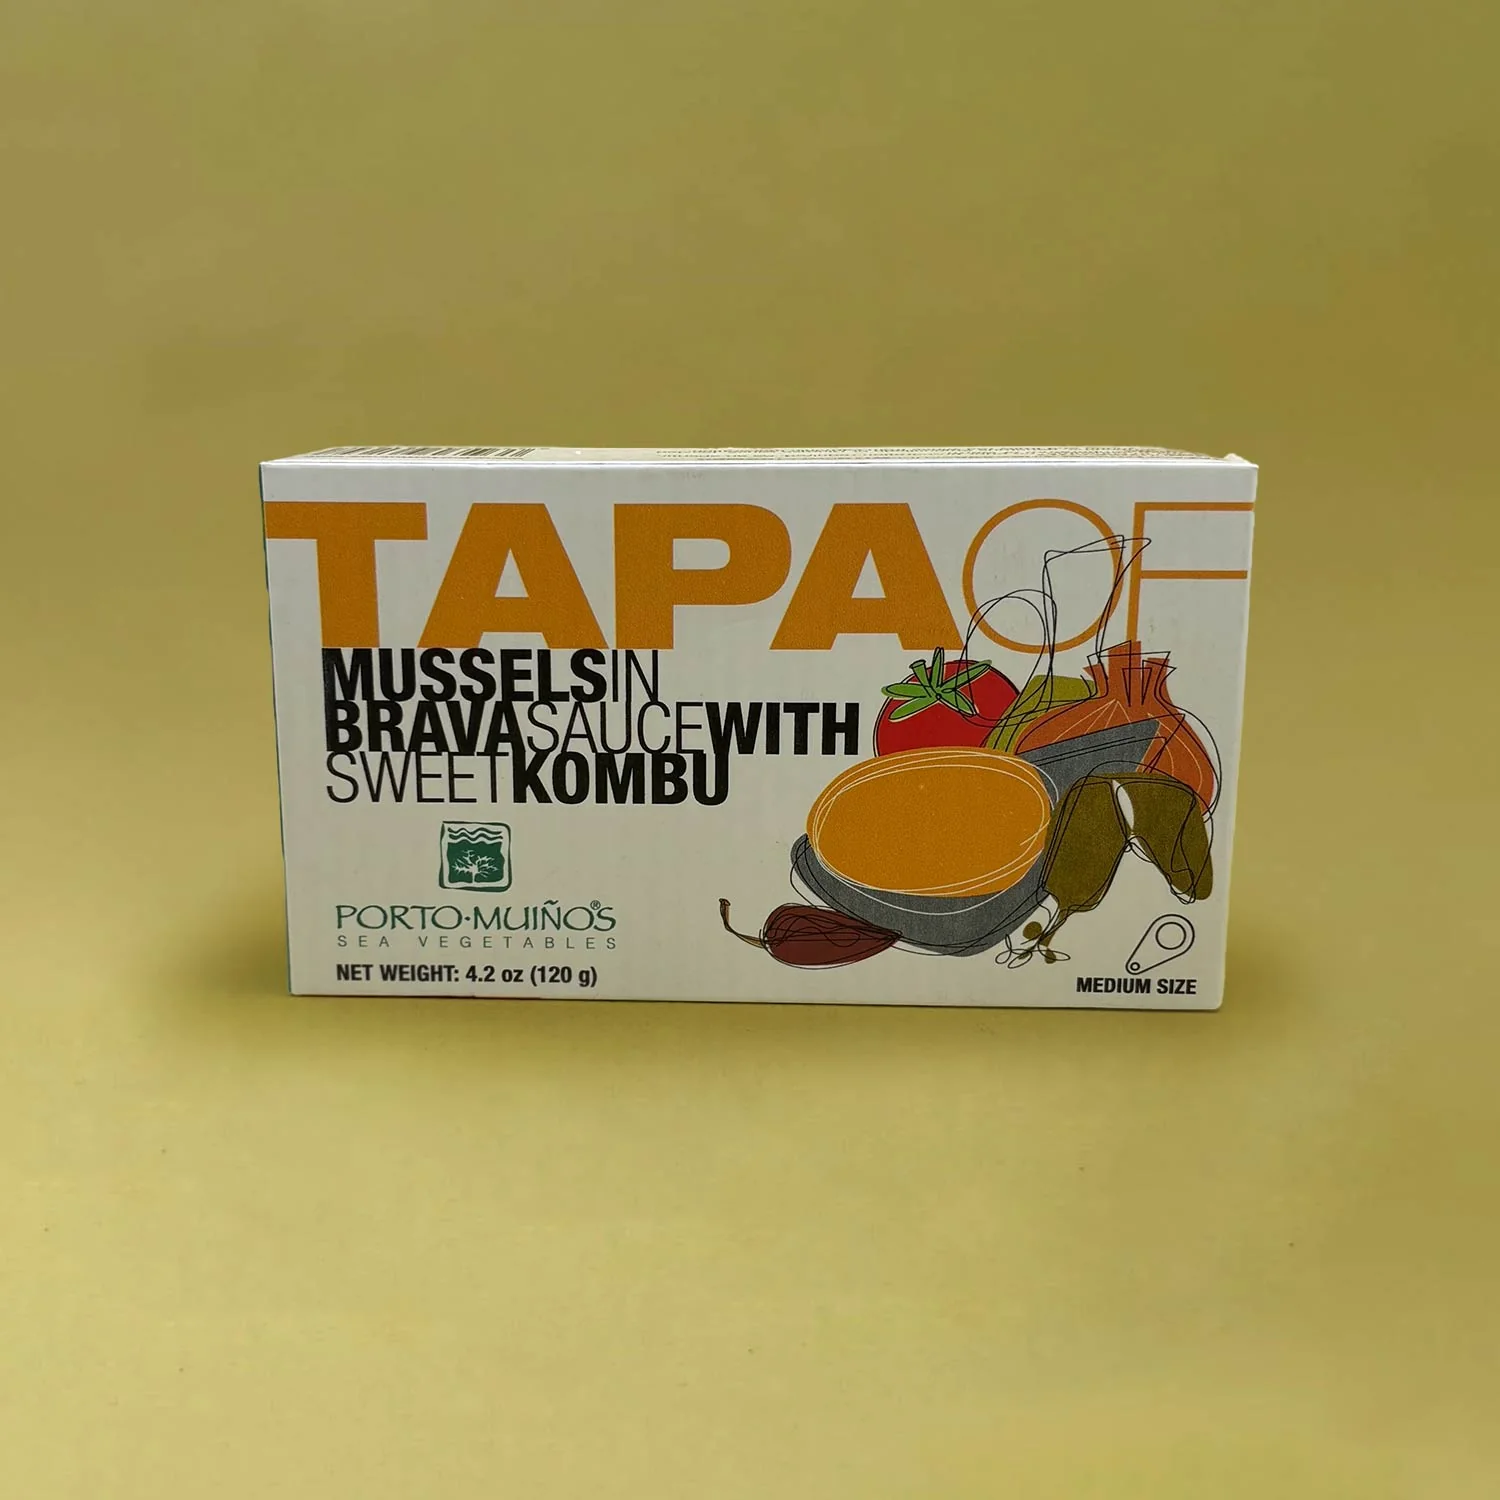 TAPAOF
MUSSELSIN
BRAVASAUCEWITH
SWEETKOMBU
PORTO·MUIÑOS®
SEA VEGETABLES
NET WEIGHT: 4.2 oz (120 g)
MEDIUM SIZE